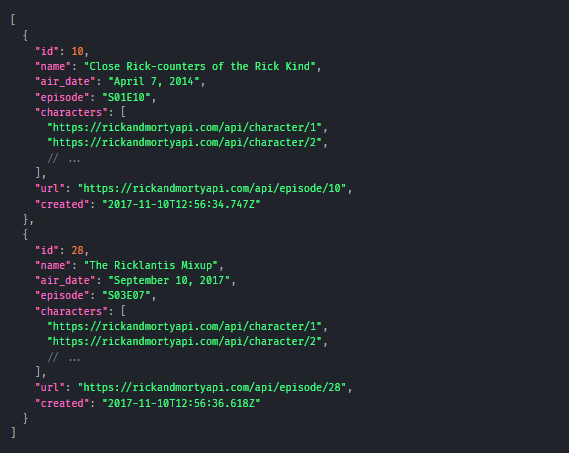 [
  {
    "id": 10,
    "name": "Close Rick-counters of the Rick Kind",
    "air_date": "April 7, 2014",
    "episode": "S01E10",
    "characters": [
      "https://rickandmortyapi.com/api/character/1",
      "https://rickandmortyapi.com/api/character/2",
      // ...
    ],
    "url": "https://rickandmortyapi.com/api/episode/10",
    "created": "2017-11-10T12:56:34.747Z"
  },
  {
    "id": 28,
    "name": "The Ricklantis Mixup",
    "air_date": "September 10, 2017",
    "episode": "S03E07",
    "characters": [
      "https://rickandmortyapi.com/api/character/1",
      "https://rickandmortyapi.com/api/character/2",
      // ...
    ],
    "url": "https://rickandmortyapi.com/api/episode/28",
    "created": "2017-11-10T12:56:36.618Z"
  }
]